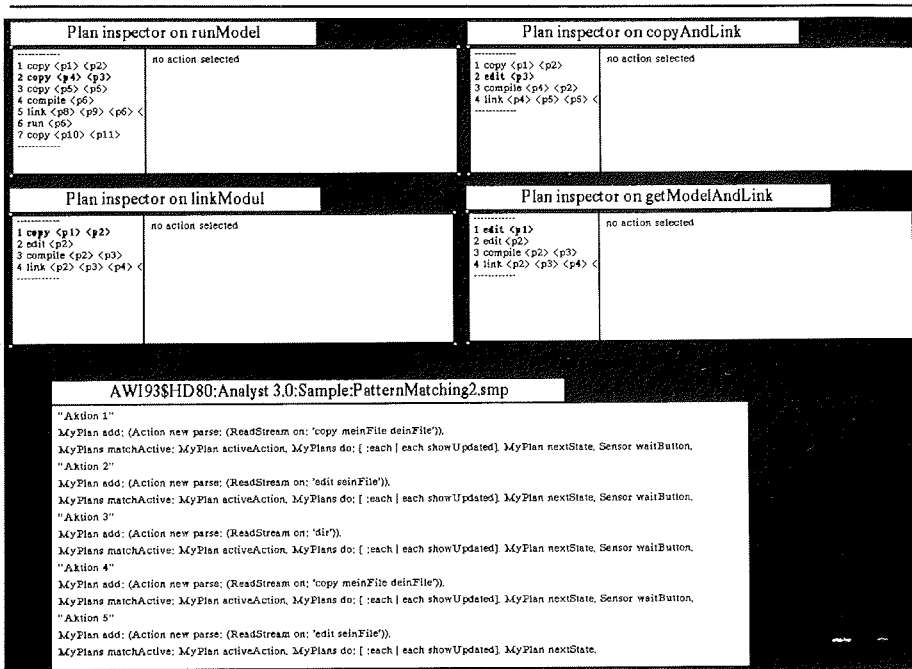 Plan inspector on runModel
------------
1 copy <p1> <p2>
2 copy <p4> <p3>
3 copy <p5> <p5>
4 compile <p6>
5 link <p8> <p9> <p6> <
6 run <p6>
7 copy <p10> <p11>
------------
no action selected
Plan inspector on copyAndLink
------------
1 copy <p1> <p2>
2 edit <p3>
3 compile <p4> <p2>
4 link <p4> <p5> <p5> <
------------
no action selected
Plan inspector on linkModul
------------
1 copy <p1> <p2>
2 edit <p2>
3 compile <p2> <p3>
4 link <p2> <p3> <p4> <
------------
no action selected
Plan inspector on getModelAndLink
------------
1 edit <p1>
2 edit <p2>
3 compile <p2> <p3>
4 link <p2> <p3> <p4> <
------------
no action selected
AWI93$HD80:Analyst 3.0:Sample:PatternMatching2.smp
"Aktion 1"
MyPlan add: (Action new parse: (ReadStream on: 'copy meinFile deinFile')).
MyPlans matchActive: MyPlan activeAction. MyPlans do: [ :each | each showUpdated]. MyPlan nextState. Sensor waitButton.
"Aktion 2"
MyPlan add: (Action new parse: (ReadStream on: 'edit seinFile')).
MyPlans matchActive: MyPlan activeAction. MyPlans do: [ :each | each showUpdated]. MyPlan nextState. Sensor waitButton.
"Aktion 3"
MyPlan add: (Action new parse: (ReadStream on: 'dir')).
MyPlans matchActive: MyPlan activeAction. MyPlans do: [ :each | each showUpdated]. MyPlan nextState. Sensor waitButton.
"Aktion 4"
MyPlan add: (Action new parse: (ReadStream on: 'copy meinFile deinFile')).
MyPlans matchActive: MyPlan activeAction. MyPlans do: [ :each | each showUpdated]. MyPlan nextState. Sensor waitButton.
"Aktion 5"
MyPlan add: (Action new parse: (ReadStream on: 'edit seinFile')).
MyPlans matchActive: MyPlan activeAction. MyPlans do: [ :each | each showUpdated]. MyPlan nextState.